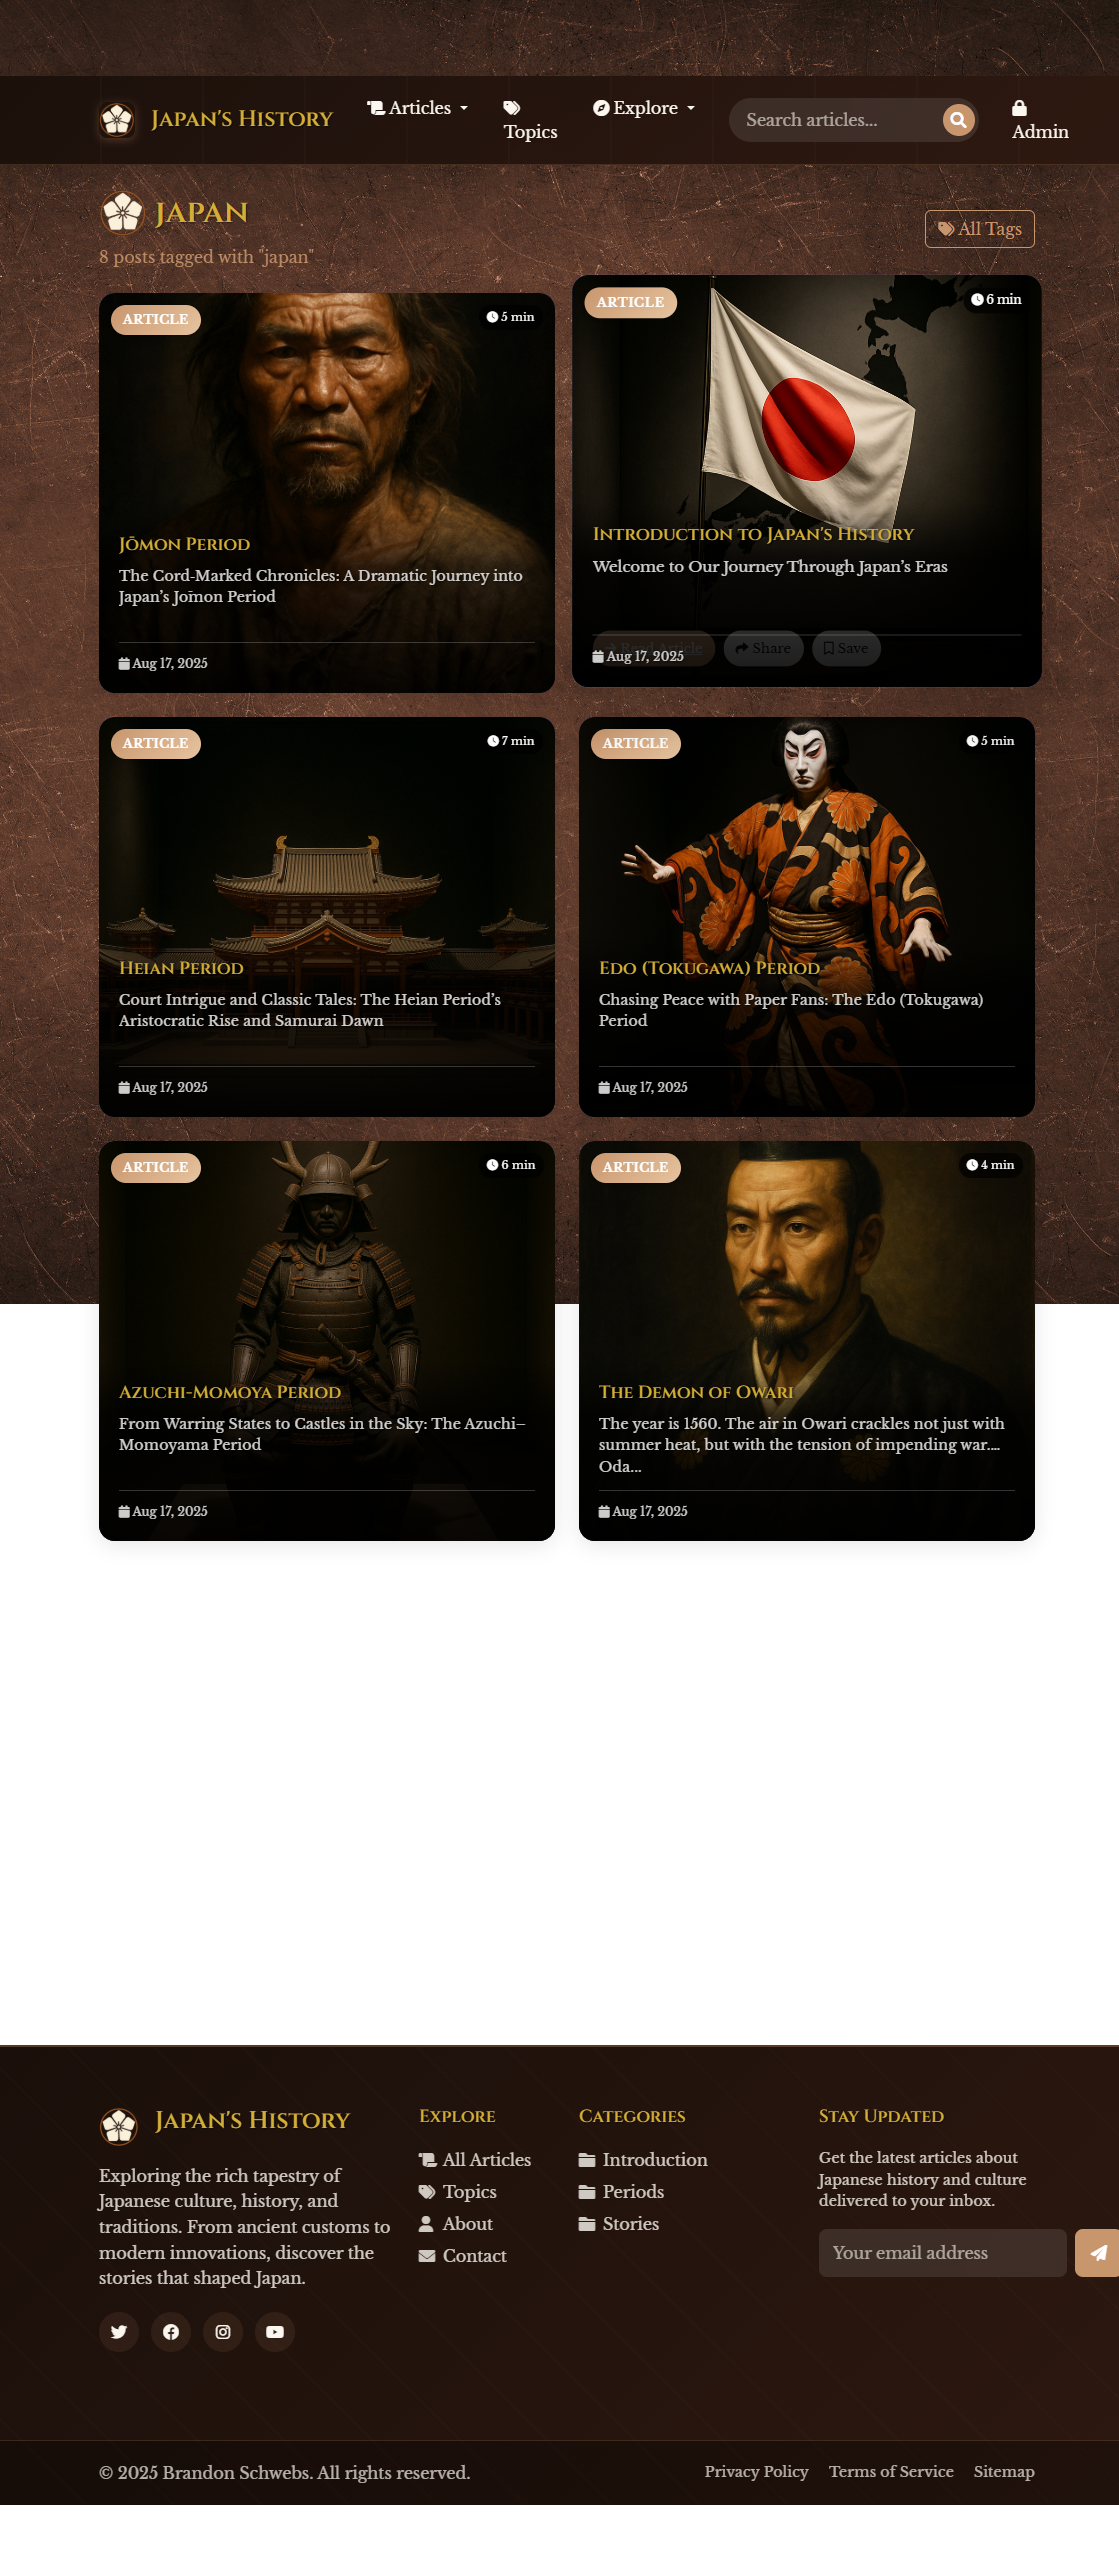 Japan's History
Articles
Topics
Explore
Search articles...
Admin
JAPAN
8 posts tagged with "japan"
All Tags
ARTICLE
5 min
Jōmon Period
The Cord-Marked Chronicles: A Dramatic Journey into
Japan's Jōmon Period
Aug 17, 2025
ARTICLE
6 min
Introduction to Japan's History
Welcome to Our Journey Through Japan's Eras
Read Article
Share
Save
Aug 17, 2025
ARTICLE
7 min
Heian Period
Court Intrigue and Classic Tales: The Heian Period's
Aristocratic Rise and Samurai Dawn
Aug 17, 2025
ARTICLE
5 min
Edo (Tokugawa) Period
Chasing Peace with Paper Fans: The Edo (Tokugawa)
Period
Aug 17, 2025
ARTICLE
6 min
Azuchi-Momoya Period
From Warring States to Castles in the Sky: The Azuchi–
Momoyama Period
Aug 17, 2025
ARTICLE
4 min
The Demon of Owari
The year is 1560. The air in Owari crackles not just with
summer heat, but with the tension of impending war.…
Oda...
Aug 17, 2025
Japan's History
Exploring the rich tapestry of
Japanese culture, history, and
traditions. From ancient customs to
modern innovations, discover the
stories that shaped Japan.
Explore
All Articles
Topics
About
Contact
Categories
Introduction
Periods
Stories
Stay Updated
Get the latest articles about
Japanese history and culture
delivered to your inbox.
Your email address
© 2025 Brandon Schwebs. All rights reserved.
Privacy Policy
Terms of Service
Sitemap